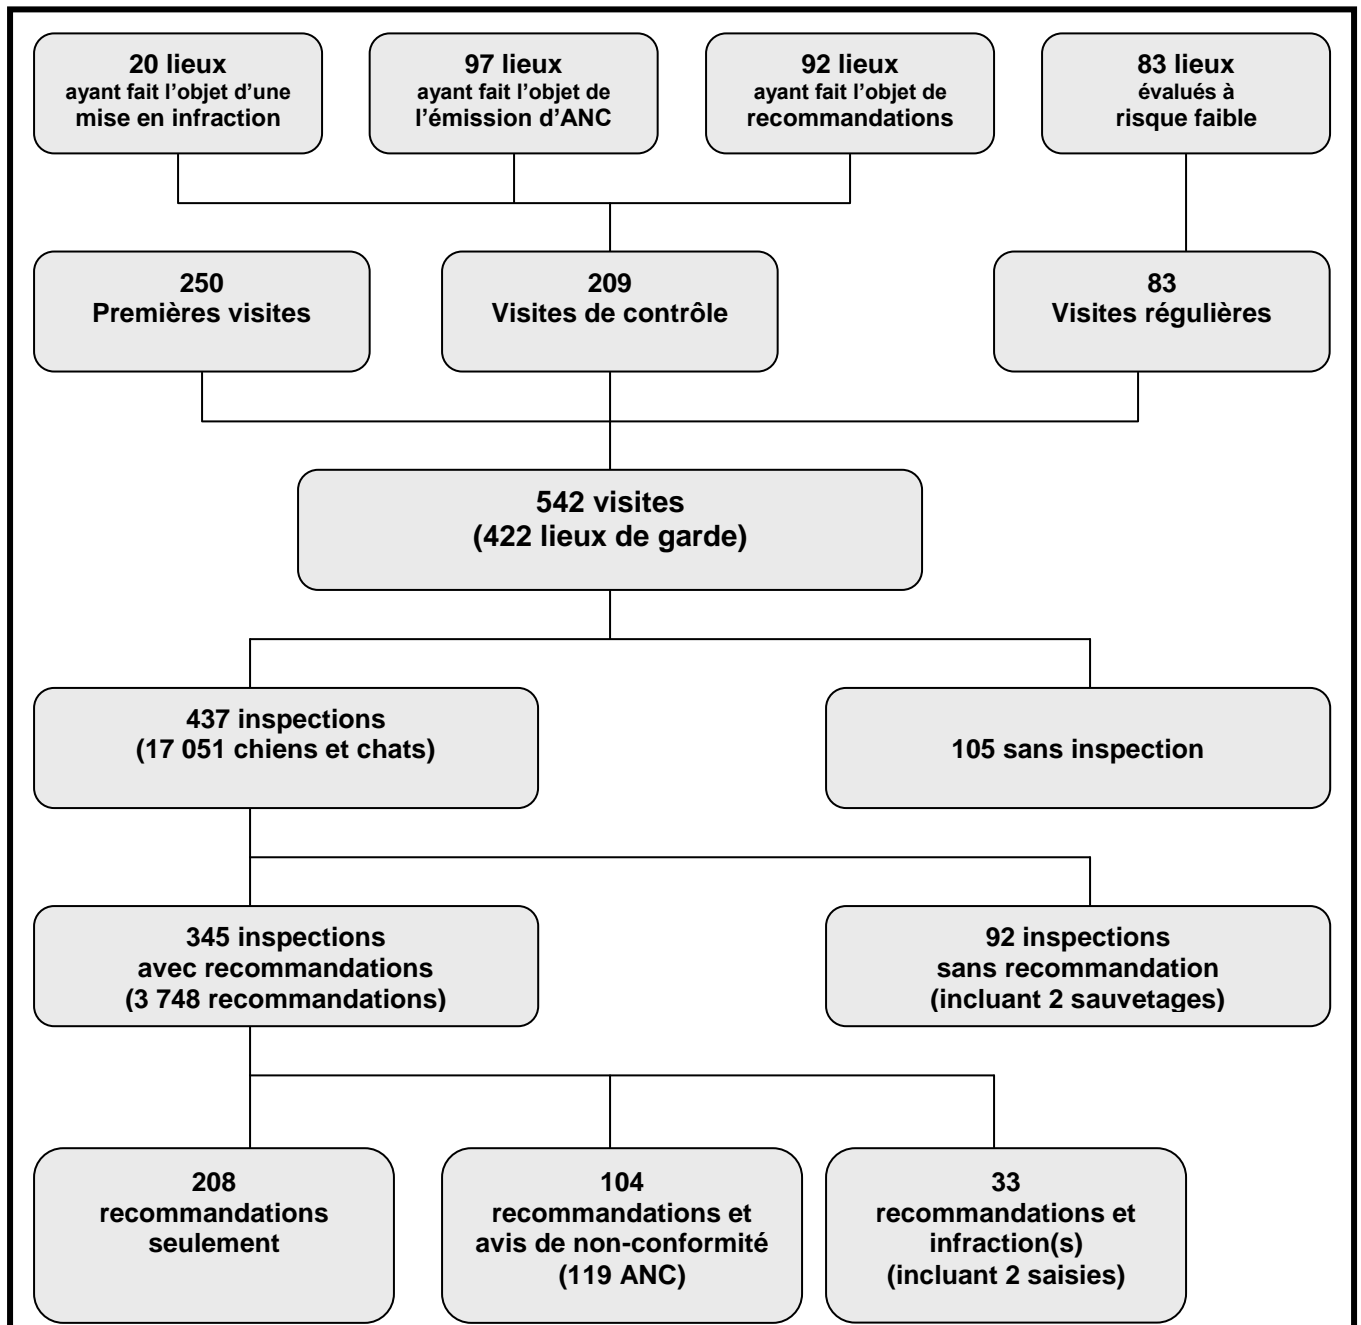 20 lieux
ayant fait l’objet d’une
mise en infraction
97 lieux
ayant fait l’objet de
l’émission d’ANC
92 lieux
ayant fait l’objet de
recommandations
83 lieux
évalués à
risque faible
250
Premières visites
209
Visites de contrôle
83
Visites régulières
542 visites
(422 lieux de garde)
437 inspections
(17 051 chiens et chats)
105 sans inspection
345 inspections
avec recommandations
(3 748 recommandations)
92 inspections
sans recommandation
(incluant 2 sauvetages)
208
recommandations
seulement
104
recommandations et
avis de non-conformité
(119 ANC)
33
recommandations et
infraction(s)
(incluant 2 saisies)